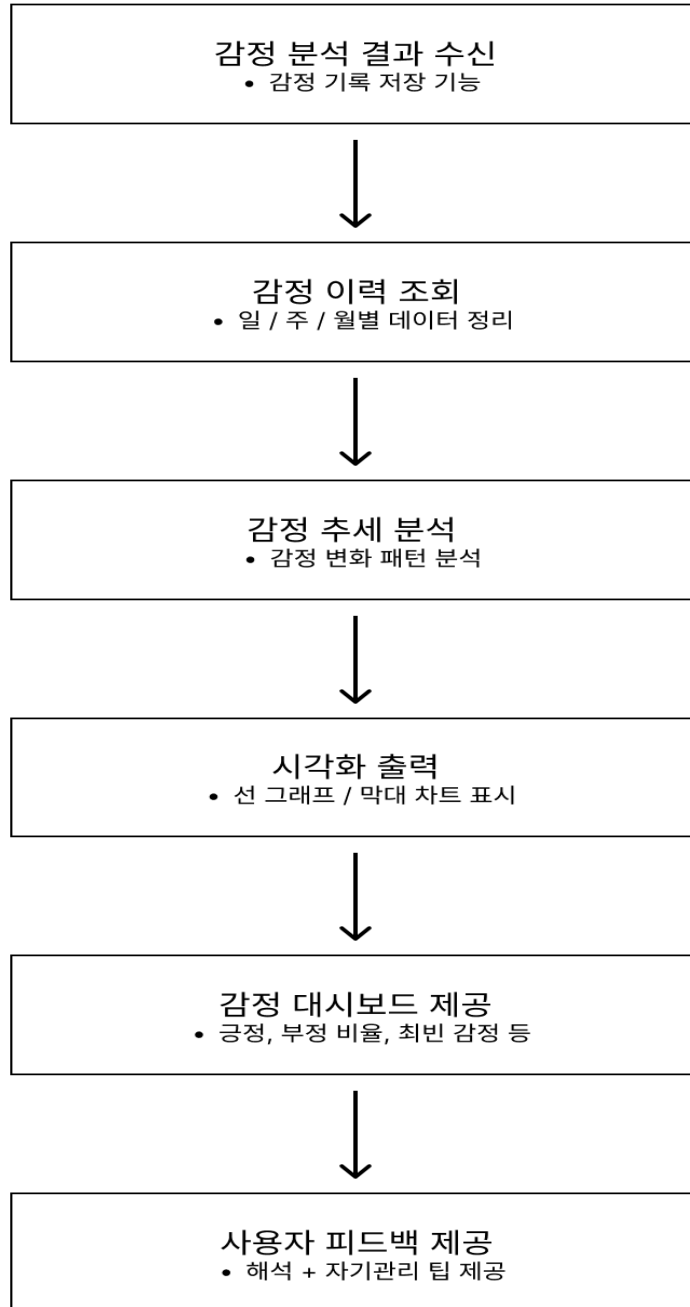 감정 분석 결과 수신
• 감정 기록 저장 기능
감정 이력 조회
• 일 / 주 / 월별 데이터 정리
감정 추세 분석
• 감정 변화 패턴 분석
시각화 출력
• 선 그래프 / 막대 차트 표시
감정 대시보드 제공
• 긍정, 부정 비율, 최빈 감정 등
사용자 피드백 제공
• 해석 + 자기관리 팁 제공